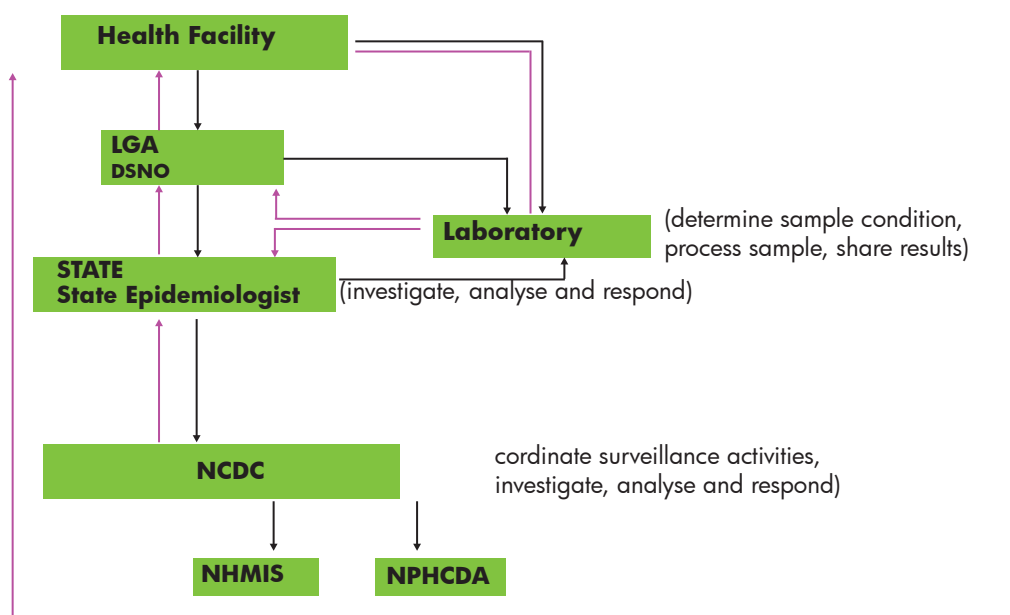 Health Facility
LGA
DSNO
Laboratory
(determine sample condition,
process sample, share results)
STATE
State Epidemiologist
(investigate, analyse and respond)
NCDC
cordinate surveillance activities,
investigate, analyse and respond)
NHMIS
NPHCDA